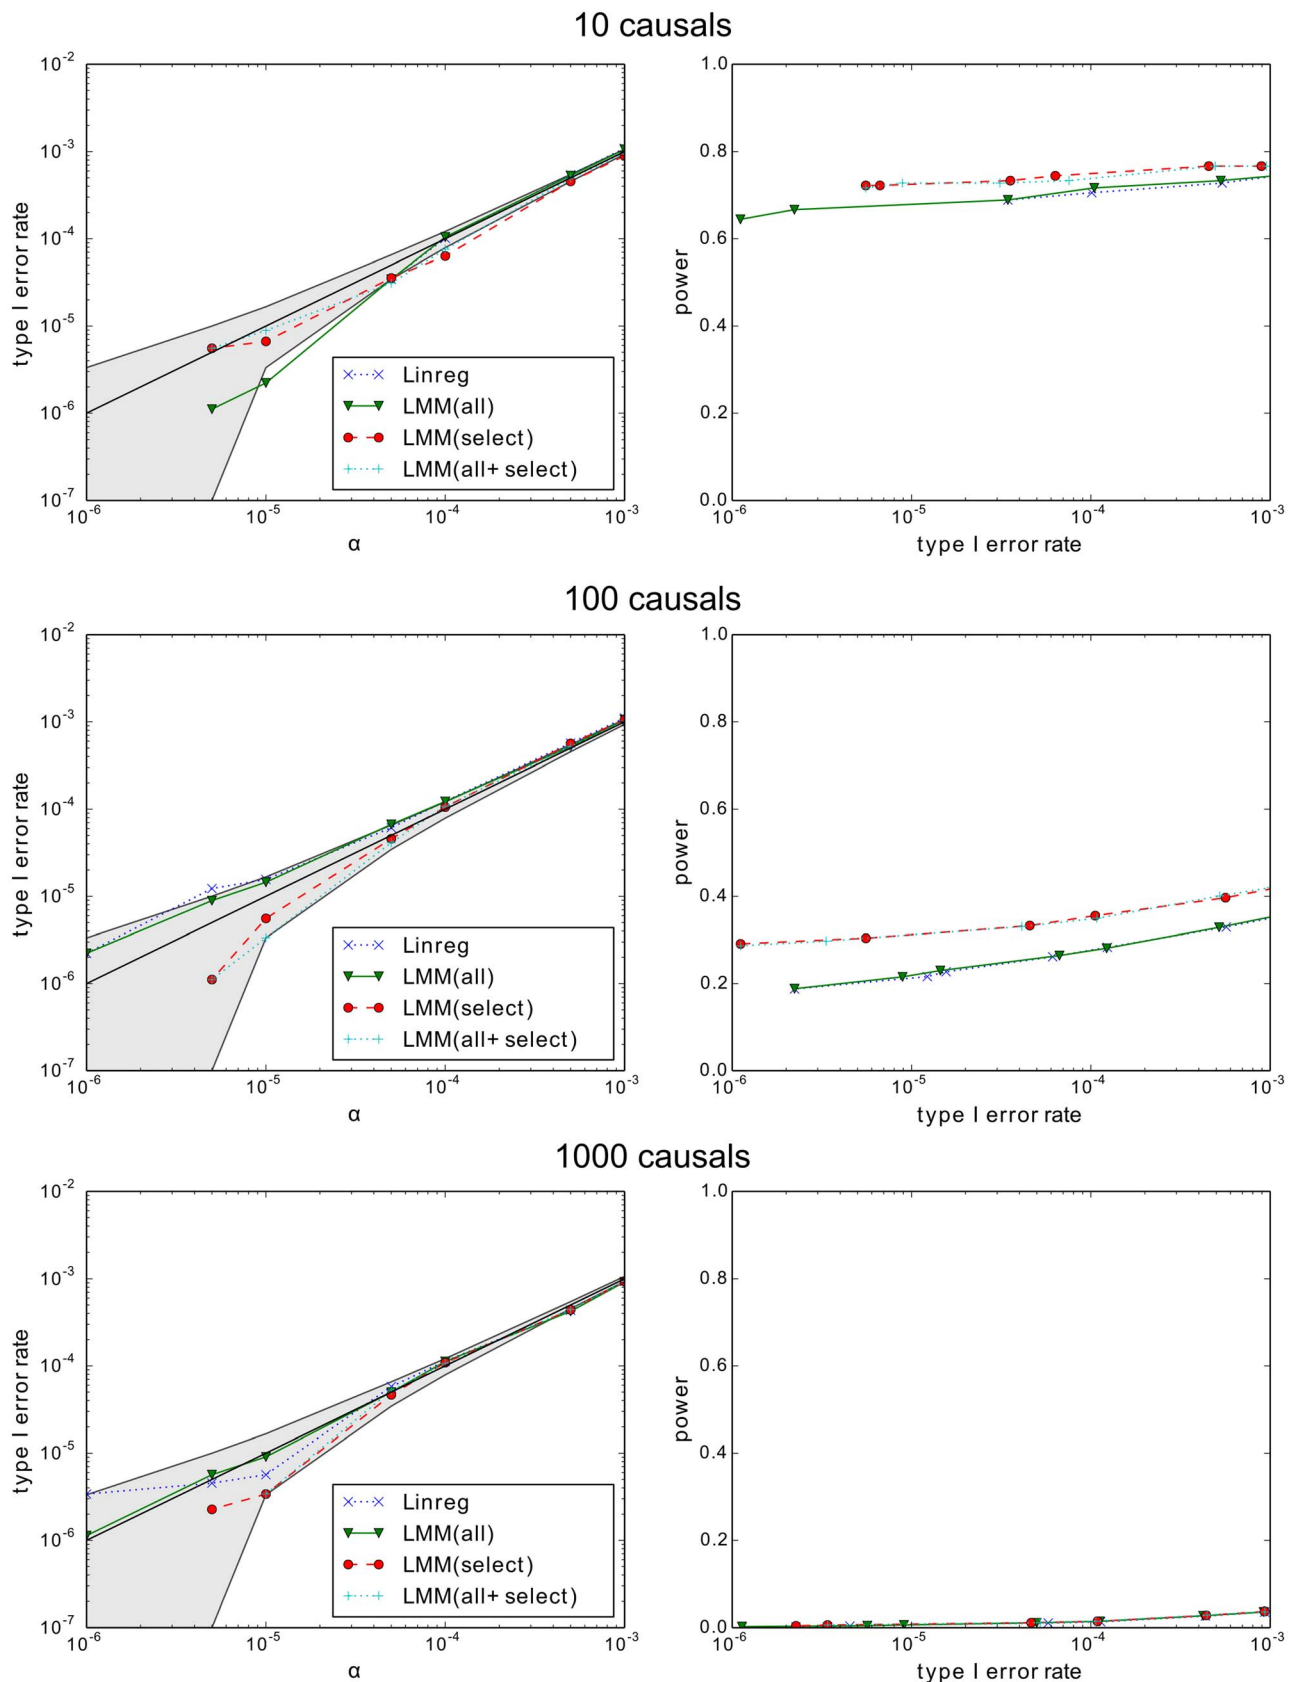 10 causals
10-2
10-3
10-4
10-5
10-6
10-7
type I error rate
10-6
10-5
10-4
10-3
α
Linreg
LMM(all)
LMM(select)
LMM(all+ select)
1.0
0.8
0.6
0.4
0.2
0.0
power
10-6
10-5
10-4
10-3
type I error rate
100 causals
10-2
10-3
10-4
10-5
10-6
10-7
type I error rate
10-6
10-5
10-4
10-3
α
Linreg
LMM(all)
LMM(select)
LMM(all+ select)
1.0
0.8
0.6
0.4
0.2
0.0
power
10-6
10-5
10-4
10-3
type I error rate
1000 causals
10-2
10-3
10-4
10-5
10-6
10-7
type I error rate
10-6
10-5
10-4
10-3
α
Linreg
LMM(all)
LMM(select)
LMM(all+ select)
1.0
0.8
0.6
0.4
0.2
0.0
power
10-6
10-5
10-4
10-3
type I error rate